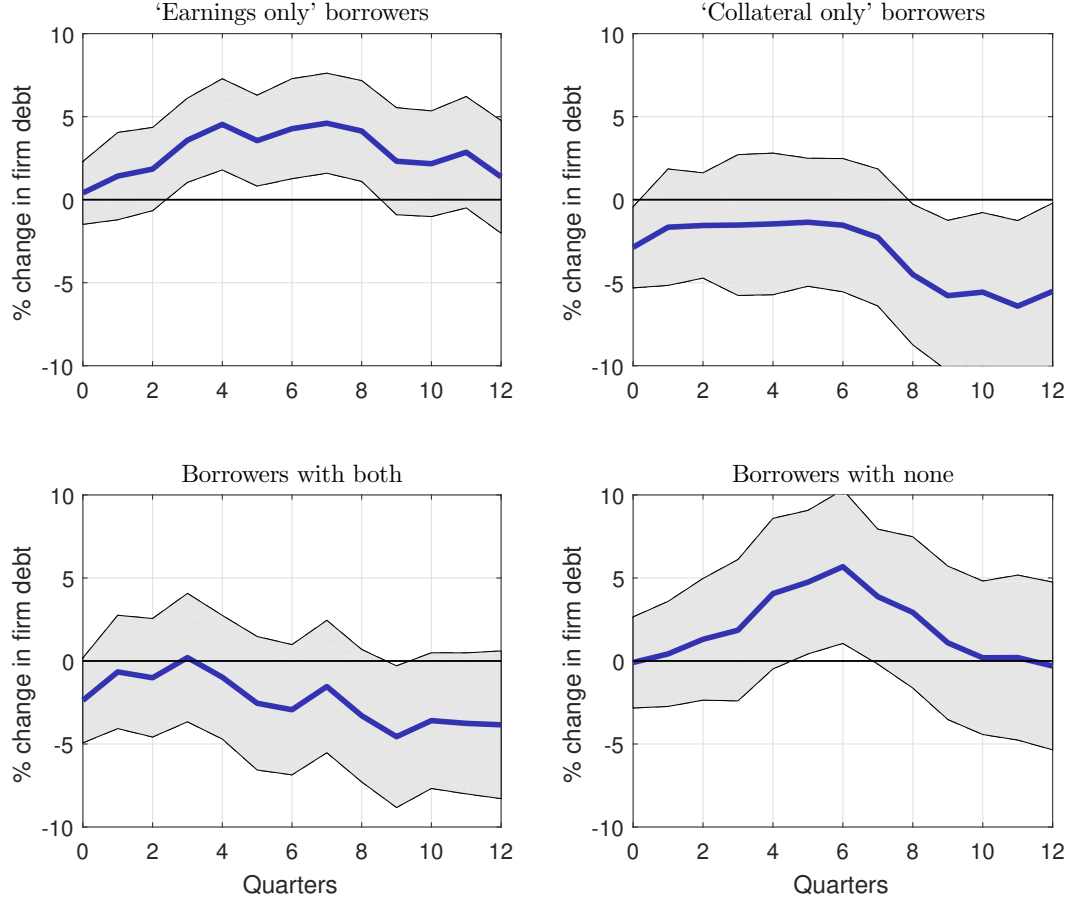 ‘Earnings only’ borrowers
% change in firm debt
10
5
0
-5
-10
0 2 4 6 8 10 12
‘Collateral only’ borrowers
% change in firm debt
10
5
0
-5
-10
0 2 4 6 8 10 12
Borrowers with both
% change in firm debt
10
5
0
-5
-10
0 2 4 6 8 10 12
Quarters
Borrowers with none
% change in firm debt
10
5
0
-5
-10
0 2 4 6 8 10 12
Quarters